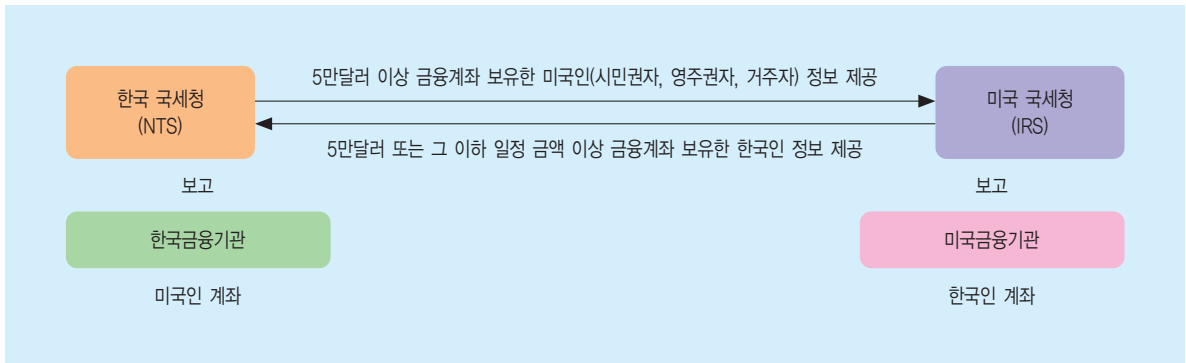 5만달러 이상 금융계좌 보유한 미국인(시민권자, 영주권자, 거주자) 정보 제공
한국 국세청
(NTS)
미국 국세청
(IRS)
5만달러 또는 그 이하 일정 금액 이상 금융계좌 보유한 한국인 정보 제공
보고
보고
한국금융기관
미국금융기관
미국인 계좌
한국인 계좌